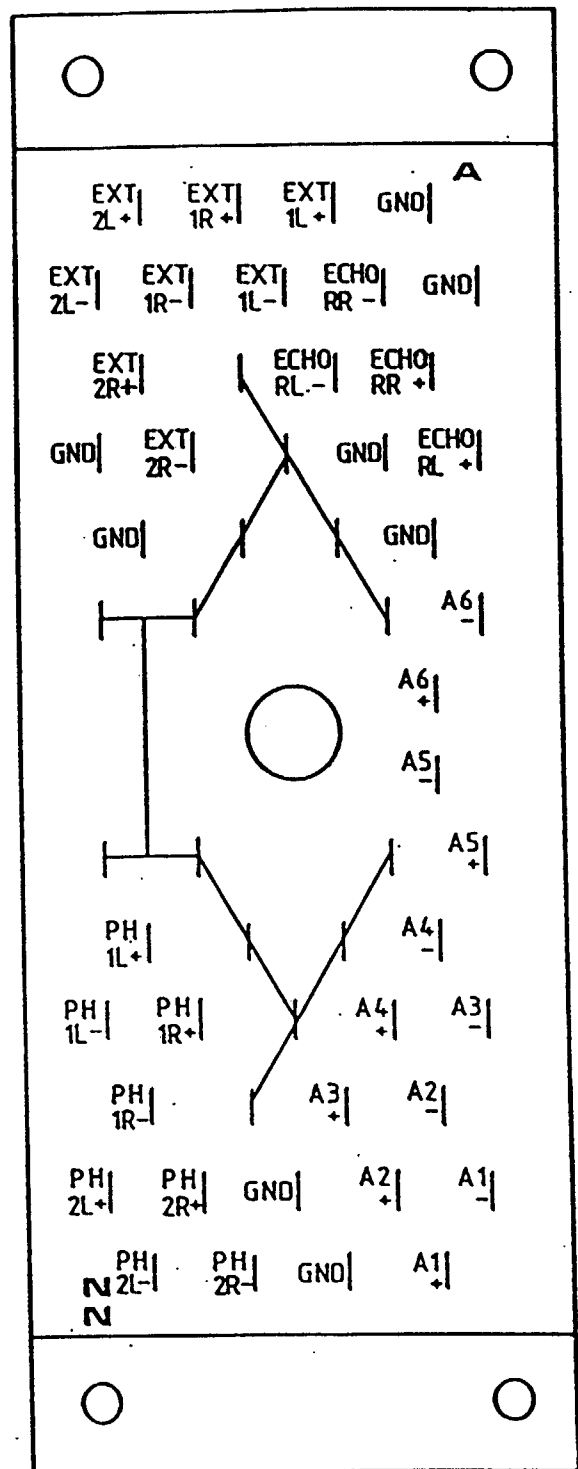 A
EXT EXT EXT GND
2L+ 1R+ 1L+
EXT EXT EXT ECHO GND
2L- 1R- 1L- RR -
EXT ECHO ECHO
2R+ RL - RR +
GND EXT GND ECHO
2R- RL +
GND GND
A6
-
A6
+
A5
-
A5
+
PH A4
1L+ -
PH PH A4 A3
1L- 1R+ + -
PH A3 A2
1R- + -
PH PH GND A2 A1
2L+ 2R+ + -
PH PH GND A1
2L- 2R- +
NN